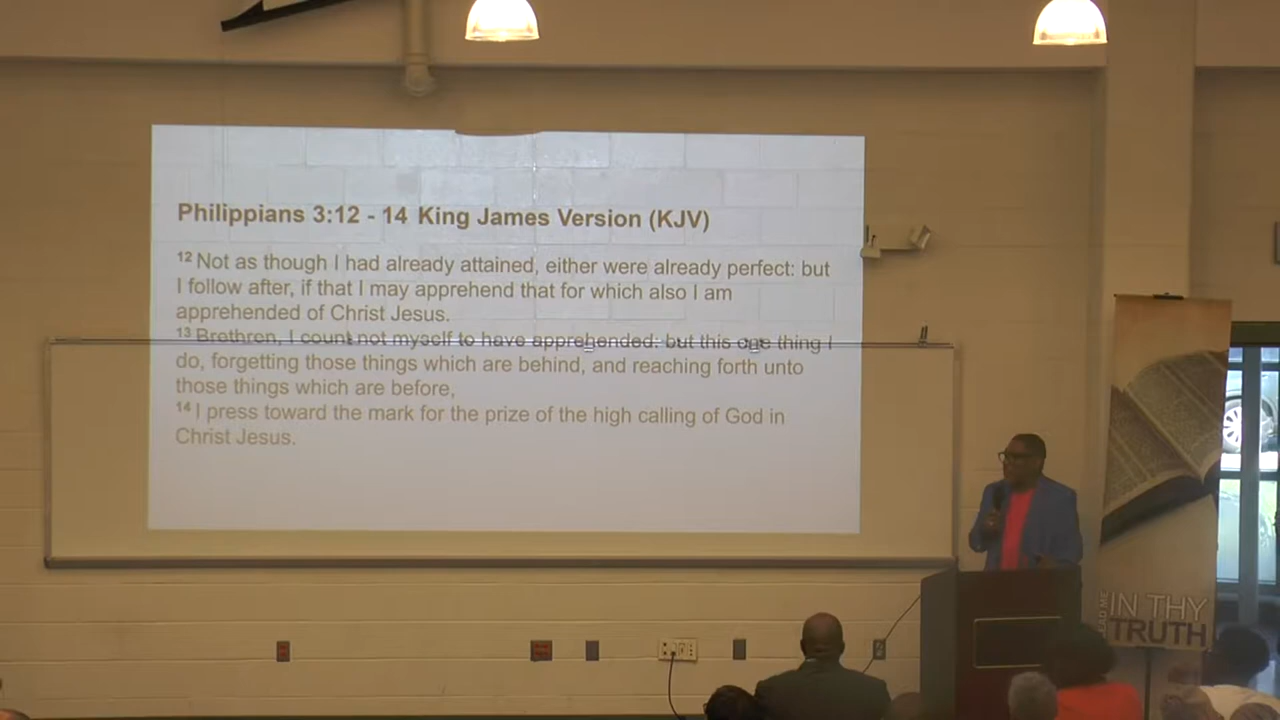 Philippians 3:12 - 14 King James Version (KJV)
12 Not as though I had already attained, either were already perfect: but
I follow after, if that I may apprehend that for which also I am
apprehended of Christ Jesus.
13 Brethren, I count not myself to have apprehended: but this one thing I
do, forgetting those things which are behind, and reaching forth unto
those things which are before,
14 I press toward the mark for the prize of the high calling of God in
Christ Jesus.
LEAD ME
IN THY
TRUTH